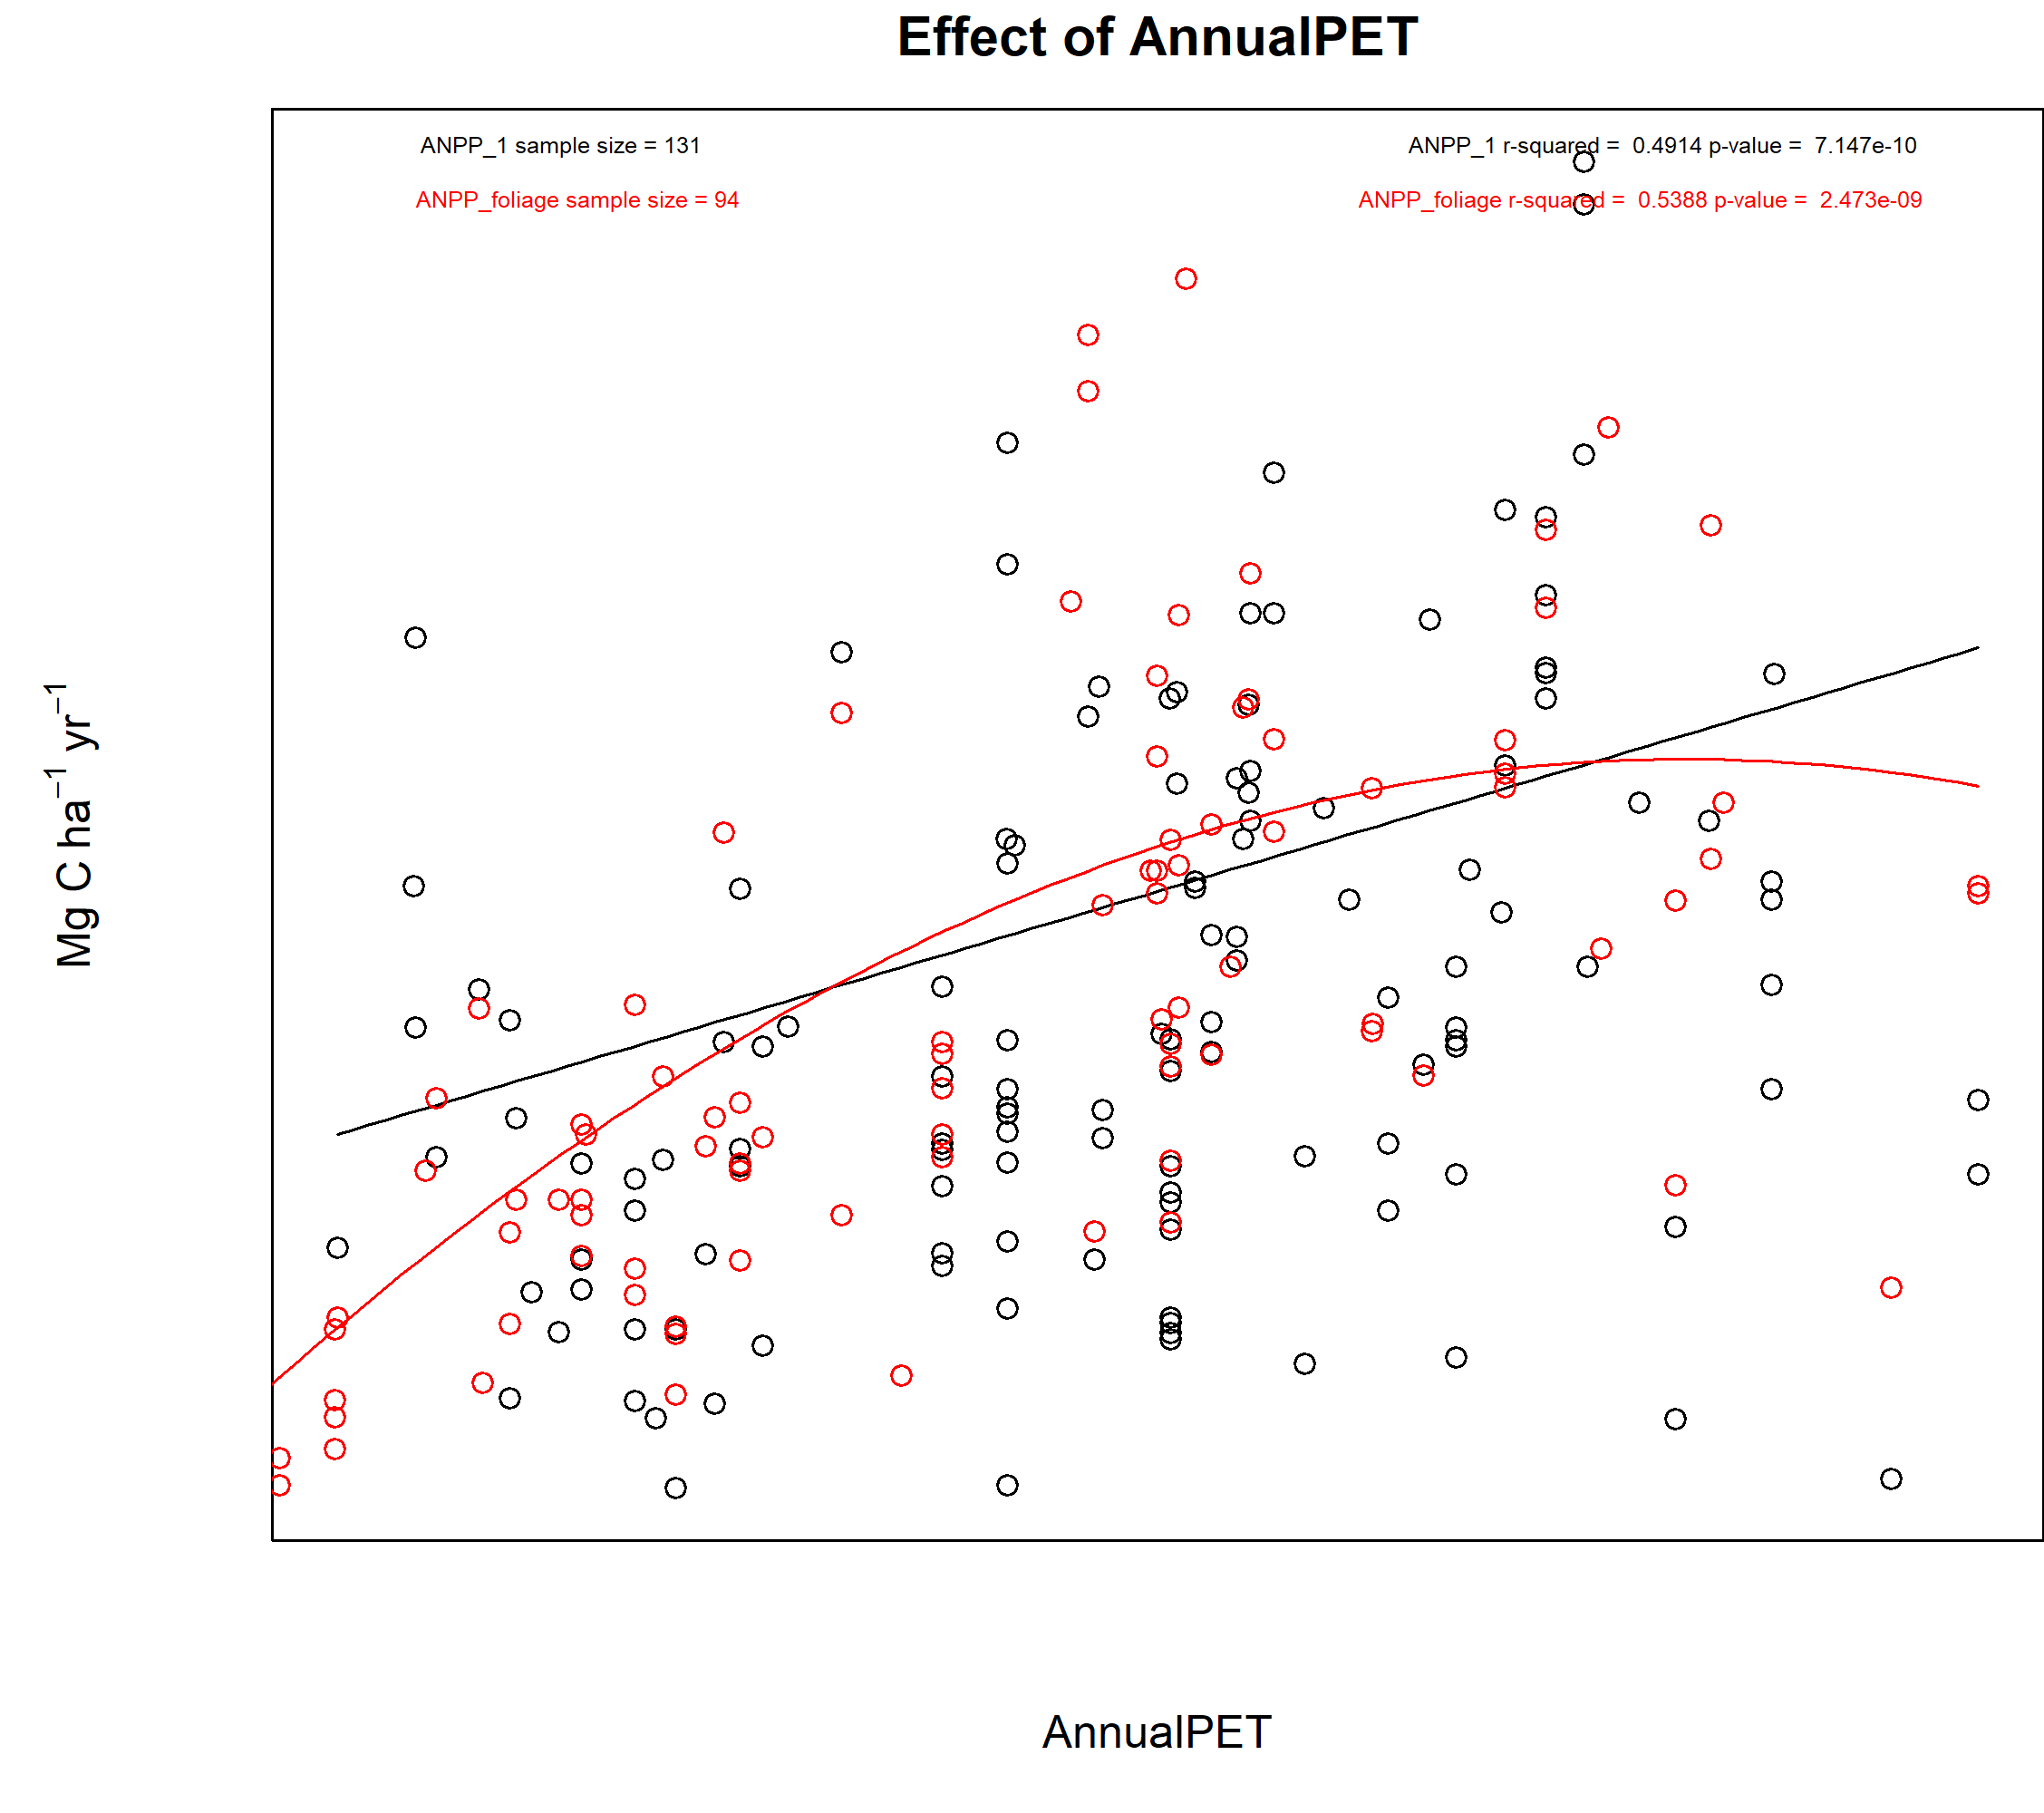 Effect of AnnualPET
ANPP_1 sample size = 131
ANPP_1 r-squared = 0.4914 p-value = 7.147e-10
ANPP_foliage sample size = 94
ANPP_foliage r-squared = 0.5388 p-value = 2.473e-09
Mg C ha⁻¹ yr⁻¹
AnnualPET